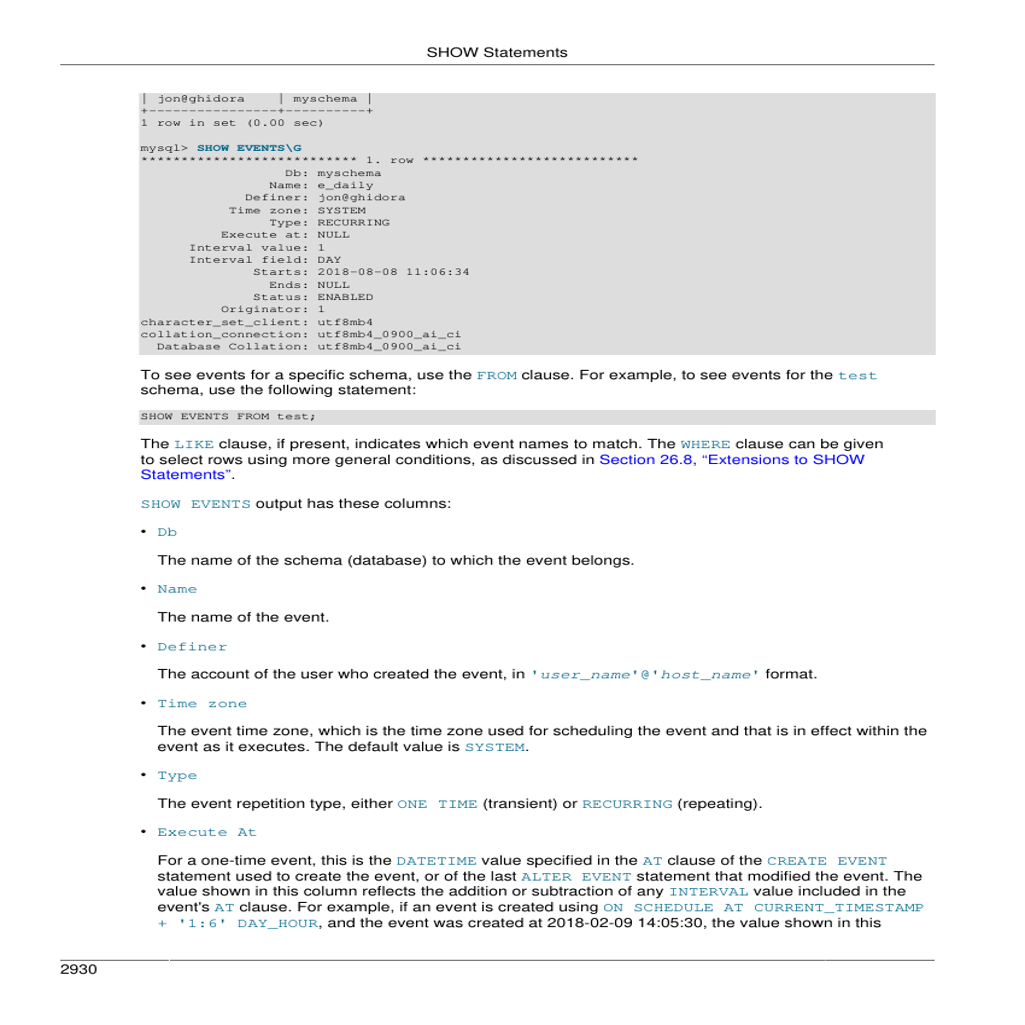 SHOW Statements
| jon@ghidora    | myschema |
+----------------+----------+
1 row in set (0.00 sec)
mysql> SHOW EVENTS\G
*************************** 1. row ***************************
                  Db: myschema
                Name: e_daily
             Definer: jon@ghidora
           Time zone: SYSTEM
                Type: RECURRING
          Execute at: NULL
      Interval value: 1
      Interval field: DAY
              Starts: 2018-08-08 11:06:34
                Ends: NULL
              Status: ENABLED
          Originator: 1
character_set_client: utf8mb4
collation_connection: utf8mb4_0900_ai_ci
  Database Collation: utf8mb4_0900_ai_ci
To see events for a specific schema, use the FROM clause. For example, to see events for the test
schema, use the following statement:
SHOW EVENTS FROM test;
The LIKE clause, if present, indicates which event names to match. The WHERE clause can be given
to select rows using more general conditions, as discussed in Section 26.8, “Extensions to SHOW
Statements”.
SHOW EVENTS output has these columns:
• Db
The name of the schema (database) to which the event belongs.
• Name
The name of the event.
• Definer
The account of the user who created the event, in 'user_name'@'host_name' format.
• Time zone
The event time zone, which is the time zone used for scheduling the event and that is in effect within the
event as it executes. The default value is SYSTEM.
• Type
The event repetition type, either ONE TIME (transient) or RECURRING (repeating).
• Execute At
For a one-time event, this is the DATETIME value specified in the AT clause of the CREATE EVENT
statement used to create the event, or of the last ALTER EVENT statement that modified the event. The
value shown in this column reflects the addition or subtraction of any INTERVAL value included in the
event's AT clause. For example, if an event is created using ON SCHEDULE AT CURRENT_TIMESTAMP
+ '1:6' DAY_HOUR, and the event was created at 2018-02-09 14:05:30, the value shown in this
2930